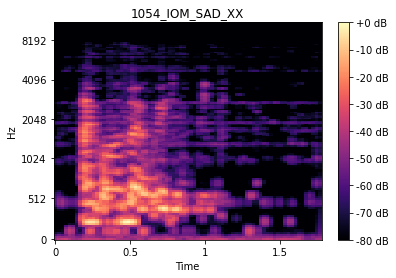 1054_IOM_SAD_XX
+0 dB
8192
-10 dB
4096
-20 dB
-30 dB
2048
-40 dB
Hz
1024
-50 dB
512
-60 dB
-70 dB
0
-80 dB
0
0.5
1
1.5
Time